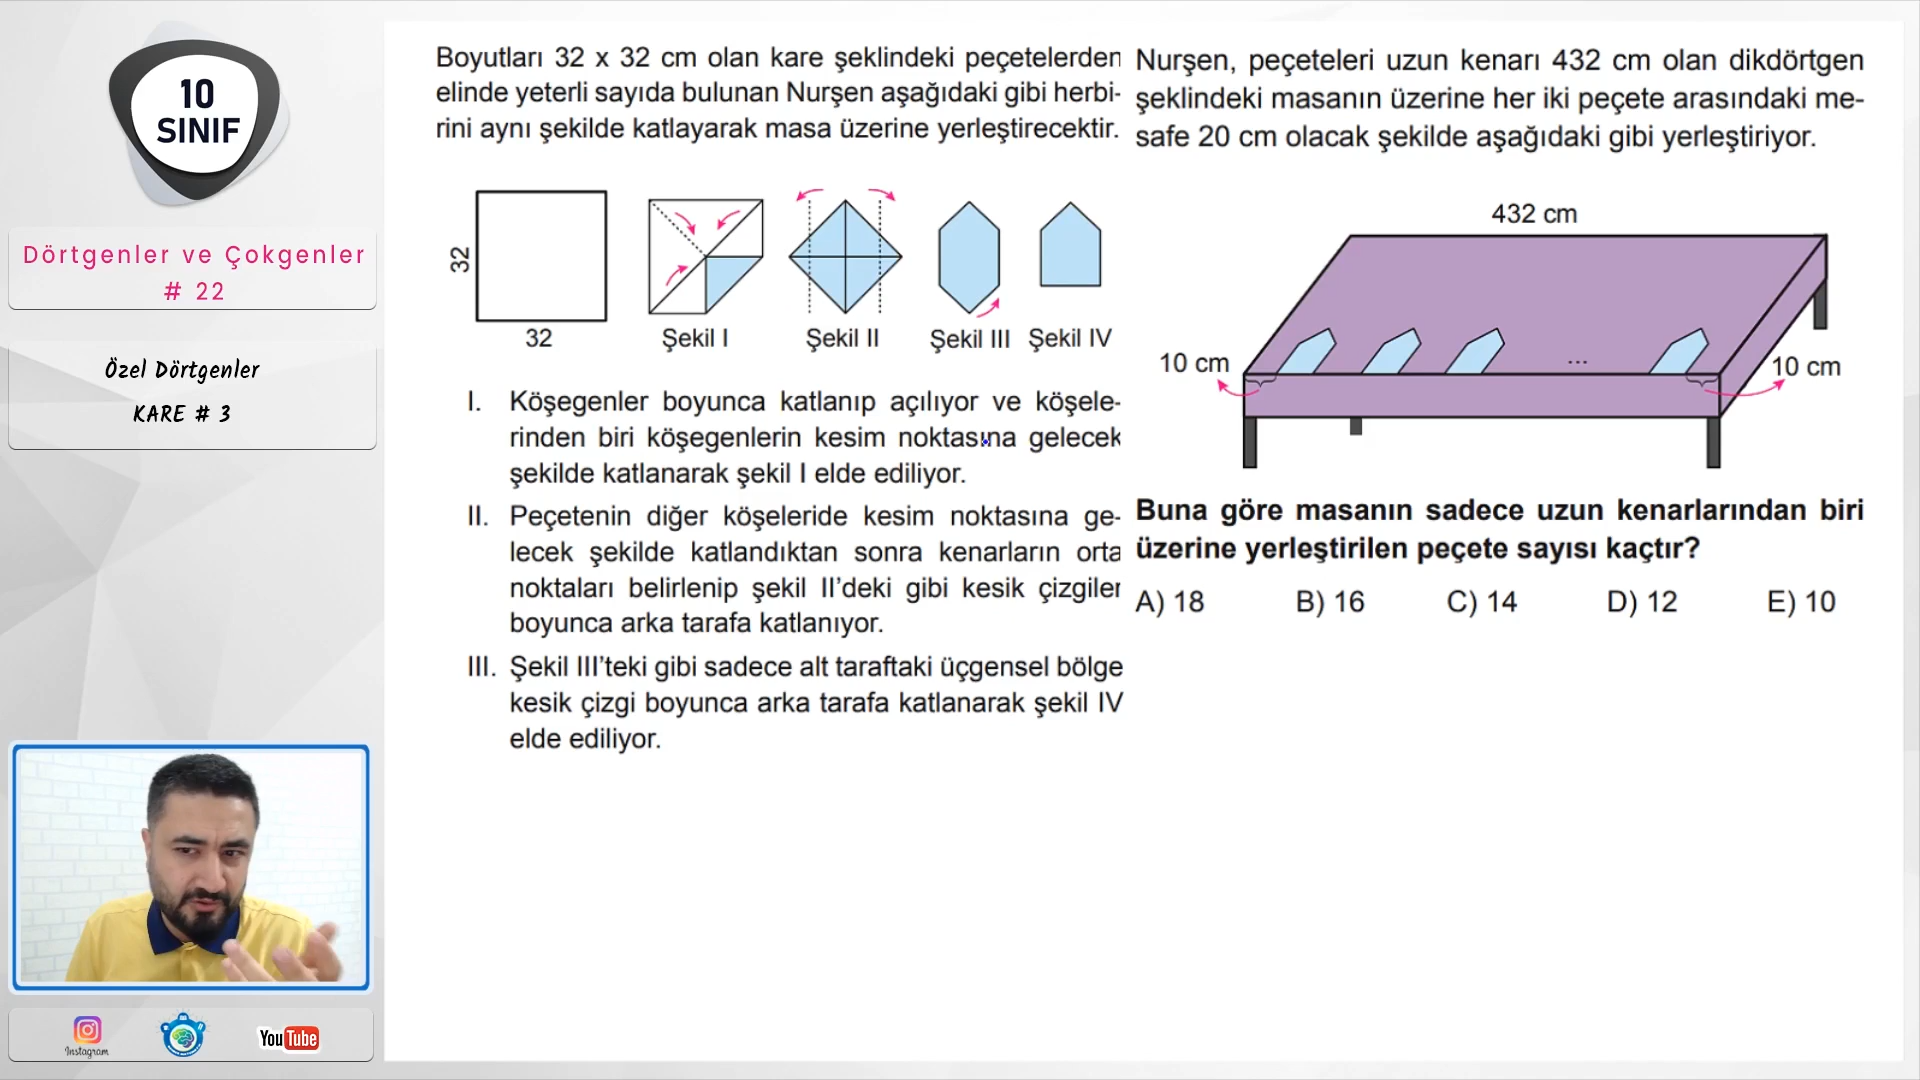 10
SINIF
Dörtgenler ve Çokgenler
# 22
Özel Dörtgenler
KARE # 3
Instagram
YouTube
Boyutları 32 x 32 cm olan kare şeklindeki peçetelerden
elinde yeterli sayıda bulunan Nurşen aşağıdaki gibi herbi-
rini aynı şekilde katlayarak masa üzerine yerleştirecektir.
32
32
Şekil I
Şekil II
Şekil III
Şekil IV
I. Köşegenler boyunca katlanıp açılıyor ve köşele-
rinden biri köşegenlerin kesim noktasına gelecek
şekilde katlanarak şekil I elde ediliyor.
II. Peçetenin diğer köşeleride kesim noktasına ge-
lecek şekilde katlandıktan sonra kenarların orta
noktaları belirlenip şekil II'deki gibi kesik çizgiler
boyunca arka tarafa katlanıyor.
III. Şekil III'teki gibi sadece alt taraftaki üçgensel bölge
kesik çizgi boyunca arka tarafa katlanarak şekil IV
elde ediliyor.
Nurşen, peçeteleri uzun kenarı 432 cm olan dikdörtgen
şeklindeki masanın üzerine her iki peçete arasındaki me-
safe 20 cm olacak şekilde aşağıdaki gibi yerleştiriyor.
432 cm
10 cm
...
10 cm
Buna göre masanın sadece uzun kenarlarından biri
üzerine yerleştirilen peçete sayısı kaçtır?
A) 18 B) 16 C) 14 D) 12 E) 10